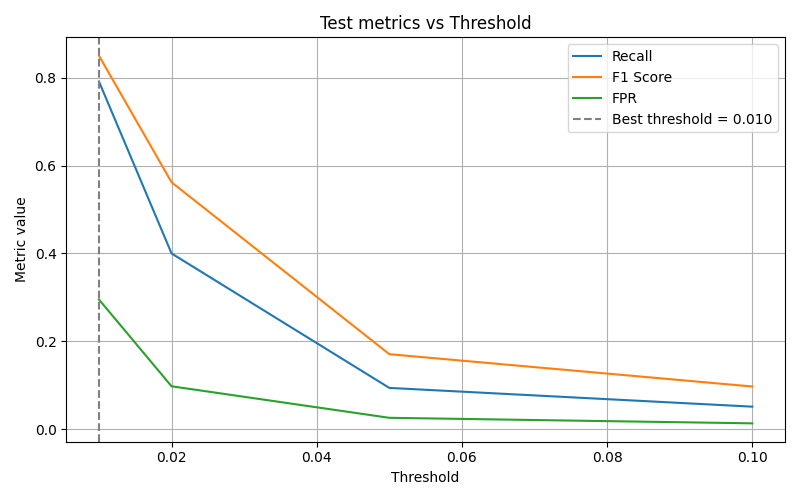 Test metrics vs Threshold
Recall
F1 Score
FPR
Best threshold = 0.010
Metric value
0.8
0.6
0.4
0.2
0.0
0.02
0.04
0.06
0.08
0.10
Threshold